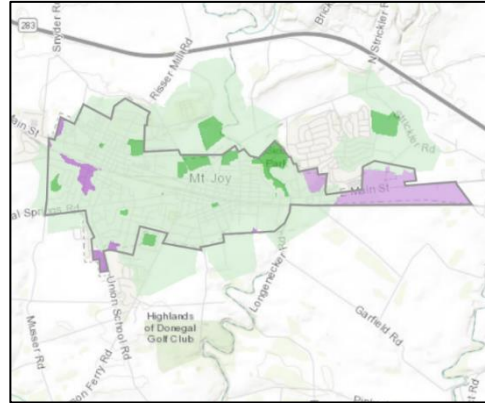 283
Snyder Rd
Risser Mill Rd
N Strickler Rd
Strickler Rd
Main St
Mt Joy
E Main St
Longenecker Rd
Garfield Rd
Union School Rd
Musser Rd
Highlands
of Donegal
Golf Club